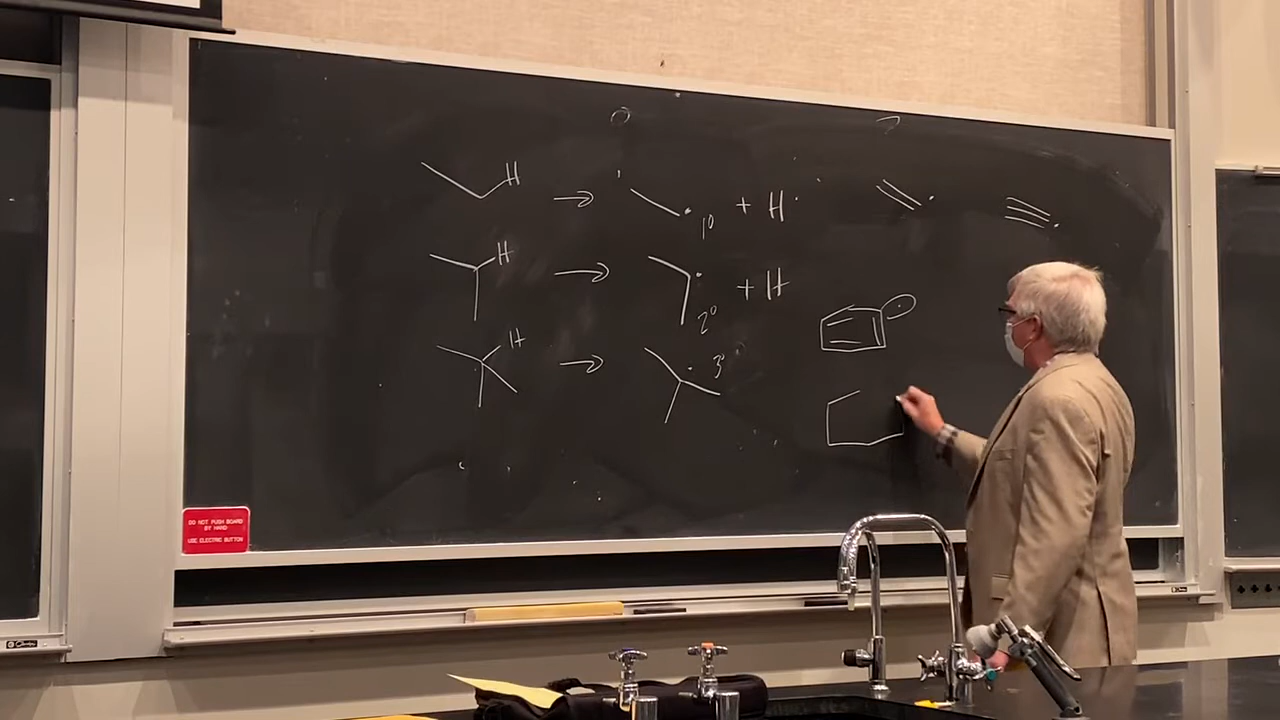 H → 1° + H·
H → 2° + H
H → 3°
DO NOT PUSH BOARD
BY HAND
USE ELECTRIC BUTTON